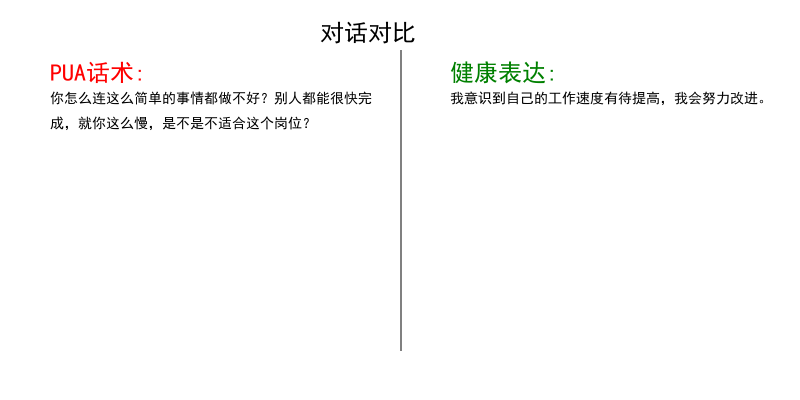 对话对比
PUA话术:
你怎么连这么简单的事情都做不好？别人都能很快完
成，就你这么慢，是不是不适合这个岗位？
健康表达:
我意识到自己的工作速度有待提高，我会努力改进。